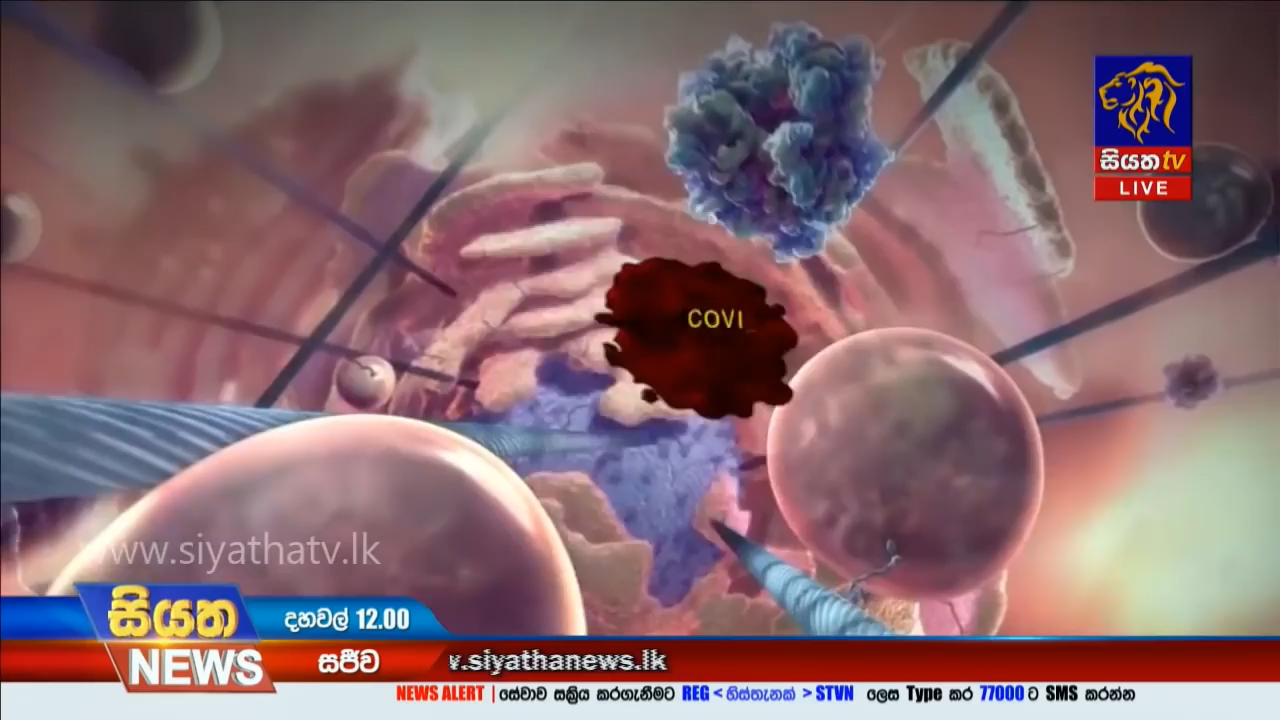 සියත tv
LIVE
COVI
www.siyathatv.lk
සියත
NEWS
දහවල් 12.00
සජීව
.siyathanews.lk
NEWS ALERT | සේවාව සක්‍රිය කරගැනීමට REG < හිස්තැනක් > STVN ලෙස Type කර 77000 ට SMS කරන්න